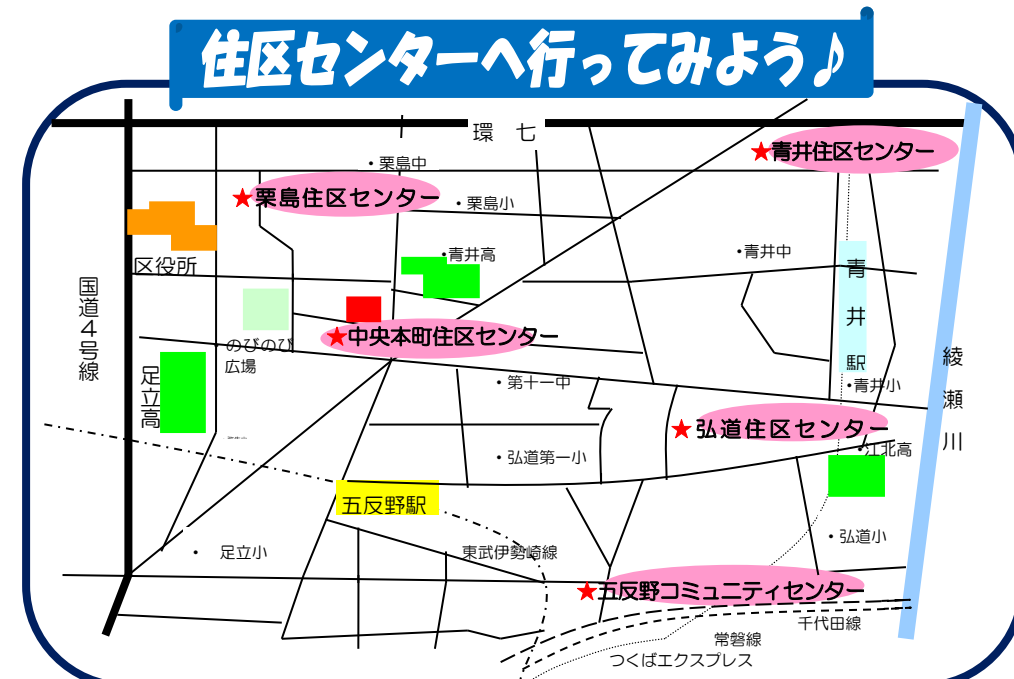 住区センターへ行ってみよう♪
環 七
★青井住区センター
・栗島中
★栗島住区センター
・栗島小
・青井高
・青井中
区役所
青井駅
国道4号線
★中央本町住区センター
・のびのび
広場
綾瀬川
足立高
・第十一中
・青井小
★弘道住区センター
・江北高
・弘道第一小
五反野駅
・弘道小
・ 足立小
東武伊勢崎線
★五反野コミュニティセンター
千代田線
常磐線
つくばエクスプレス